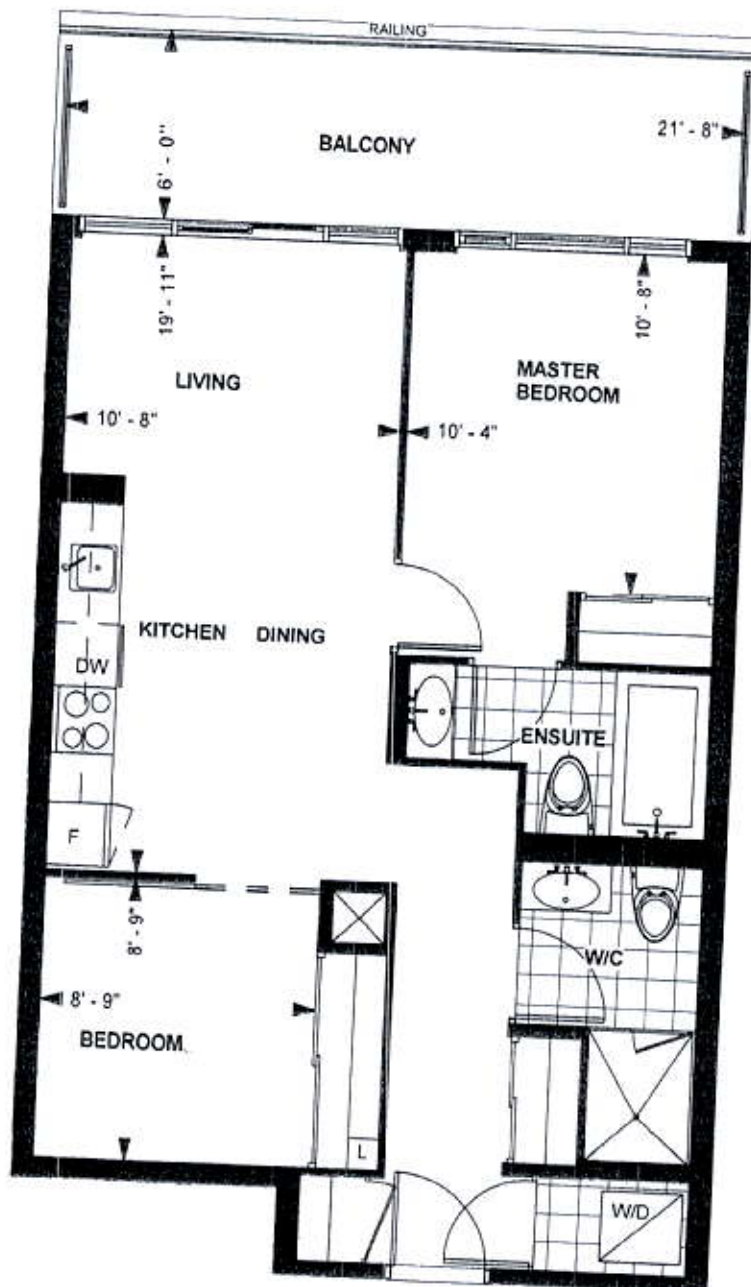 RAILING
BALCONY
21' - 8"
6' - 0"
19' - 11"
10' - 8"
LIVING
MASTER
BEDROOM
10' - 8"
10' - 4"
KITCHEN DINING
DW
ENSUITE
F
8' - 9"
W/C
8' - 9"
BEDROOM
L
W/D